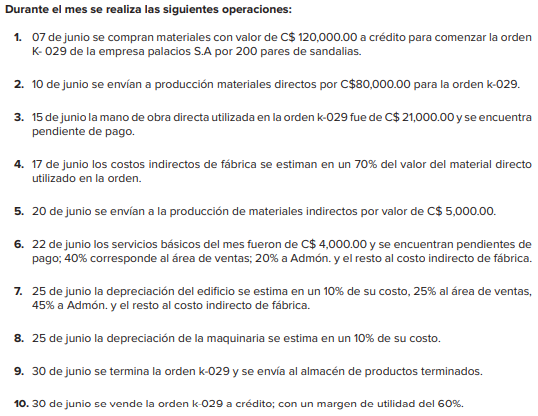 Durante el mes se realiza las siguientes operaciones:
1. 07 de junio se compran materiales con valor de C$ 120,000.00 a crédito para comenzar la orden
K- 029 de la empresa palacios S.A por 200 pares de sandalias.
2. 10 de junio se envían a producción materiales directos por C$80,000.00 para la orden k-029.
3. 15 de junio la mano de obra directa utilizada en la orden k-029 fue de C$ 21,000.00 y se encuentra
pendiente de pago.
4. 17 de junio los costos indirectos de fábrica se estiman en un 70% del valor del material directo
utilizado en la orden.
5. 20 de junio se envían a la producción de materiales indirectos por valor de C$ 5,000.00.
6. 22 de junio los servicios básicos del mes fueron de C$ 4,000.00 y se encuentran pendientes de
pago; 40% corresponde al área de ventas; 20% a Admón. y el resto al costo indirecto de fábrica.
7. 25 de junio la depreciación del edificio se estima en un 10% de su costo, 25% al área de ventas,
45% a Admón. y el resto al costo indirecto de fábrica.
8. 25 de junio la depreciación de la maquinaria se estima en un 10% de su costo.
9. 30 de junio se termina la orden k-029 y se envía al almacén de productos terminados.
10. 30 de junio se vende la orden k-029 a crédito; con un margen de utilidad del 60%.